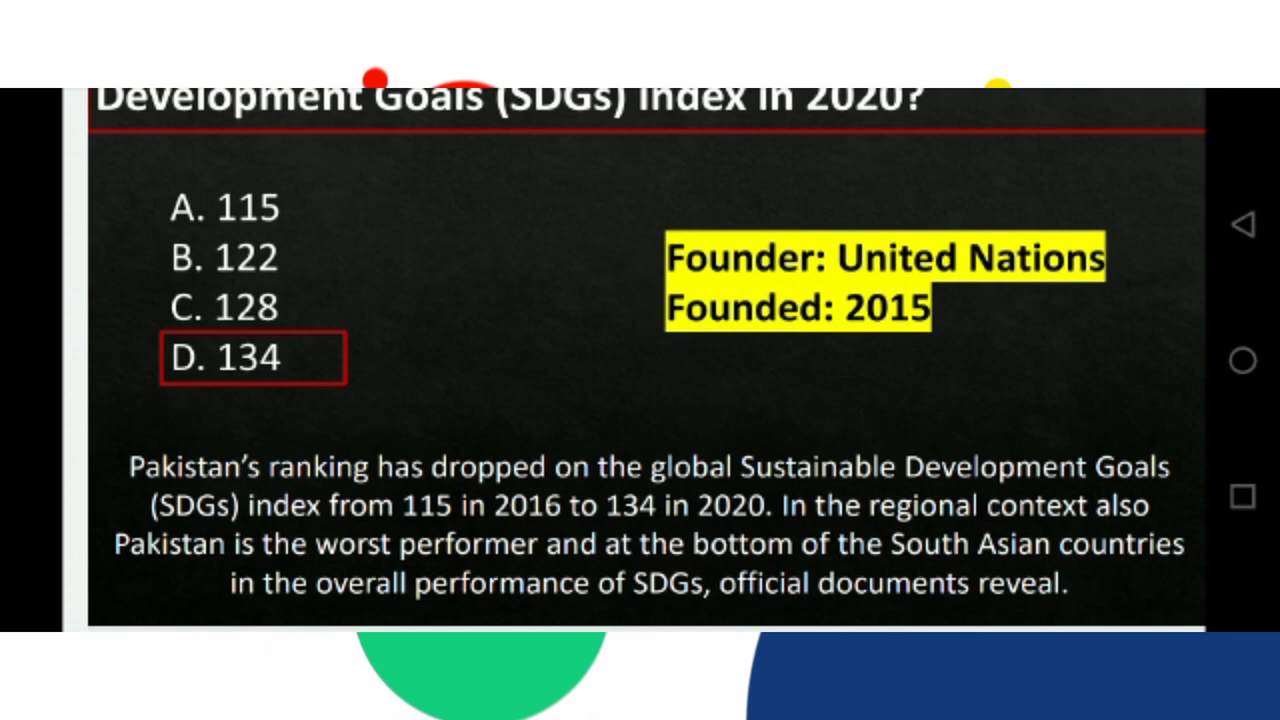 Development Goals (SDGs) Index in 2020?
A. 115
B. 122
C. 128
D. 134
Founder: United Nations
Founded: 2015
Pakistan's ranking has dropped on the global Sustainable Development Goals
(SDGs) index from 115 in 2016 to 134 in 2020. In the regional context also
Pakistan is the worst performer and at the bottom of the South Asian countries
in the overall performance of SDGs, official documents reveal.